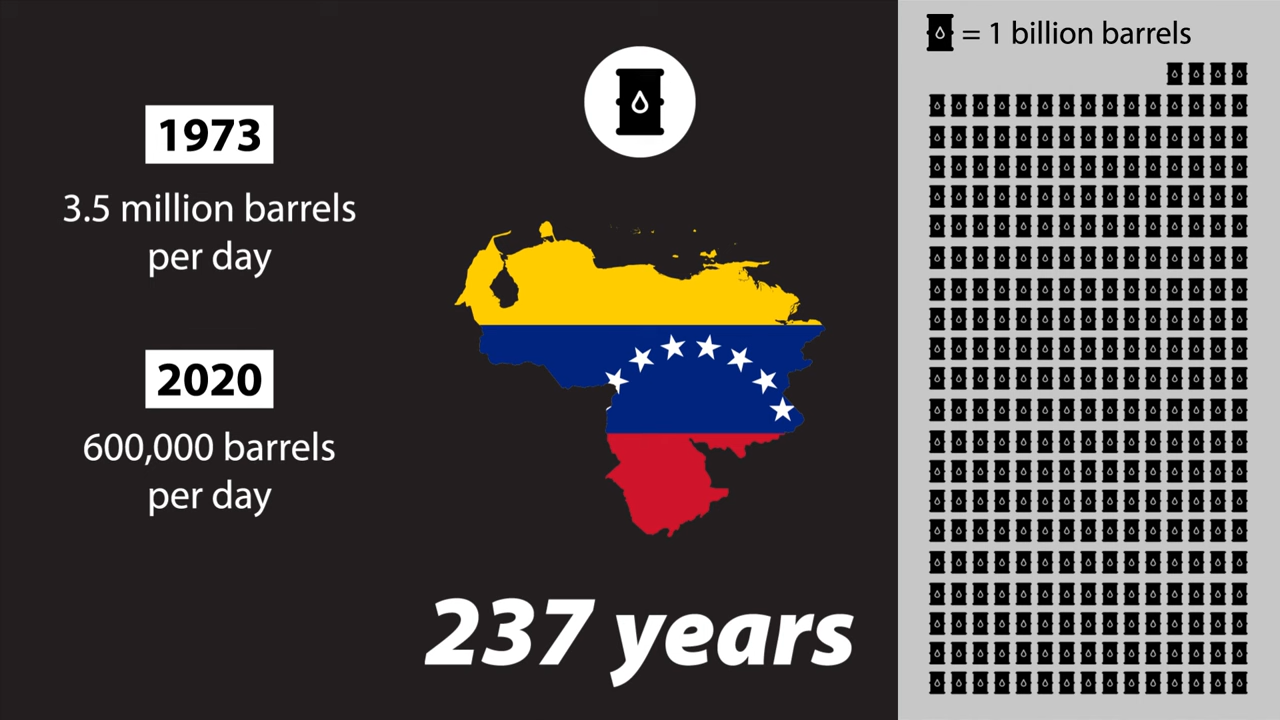 1973
3.5 million barrels
per day
2020
600,000 barrels
per day
237 years
= 1 billion barrels